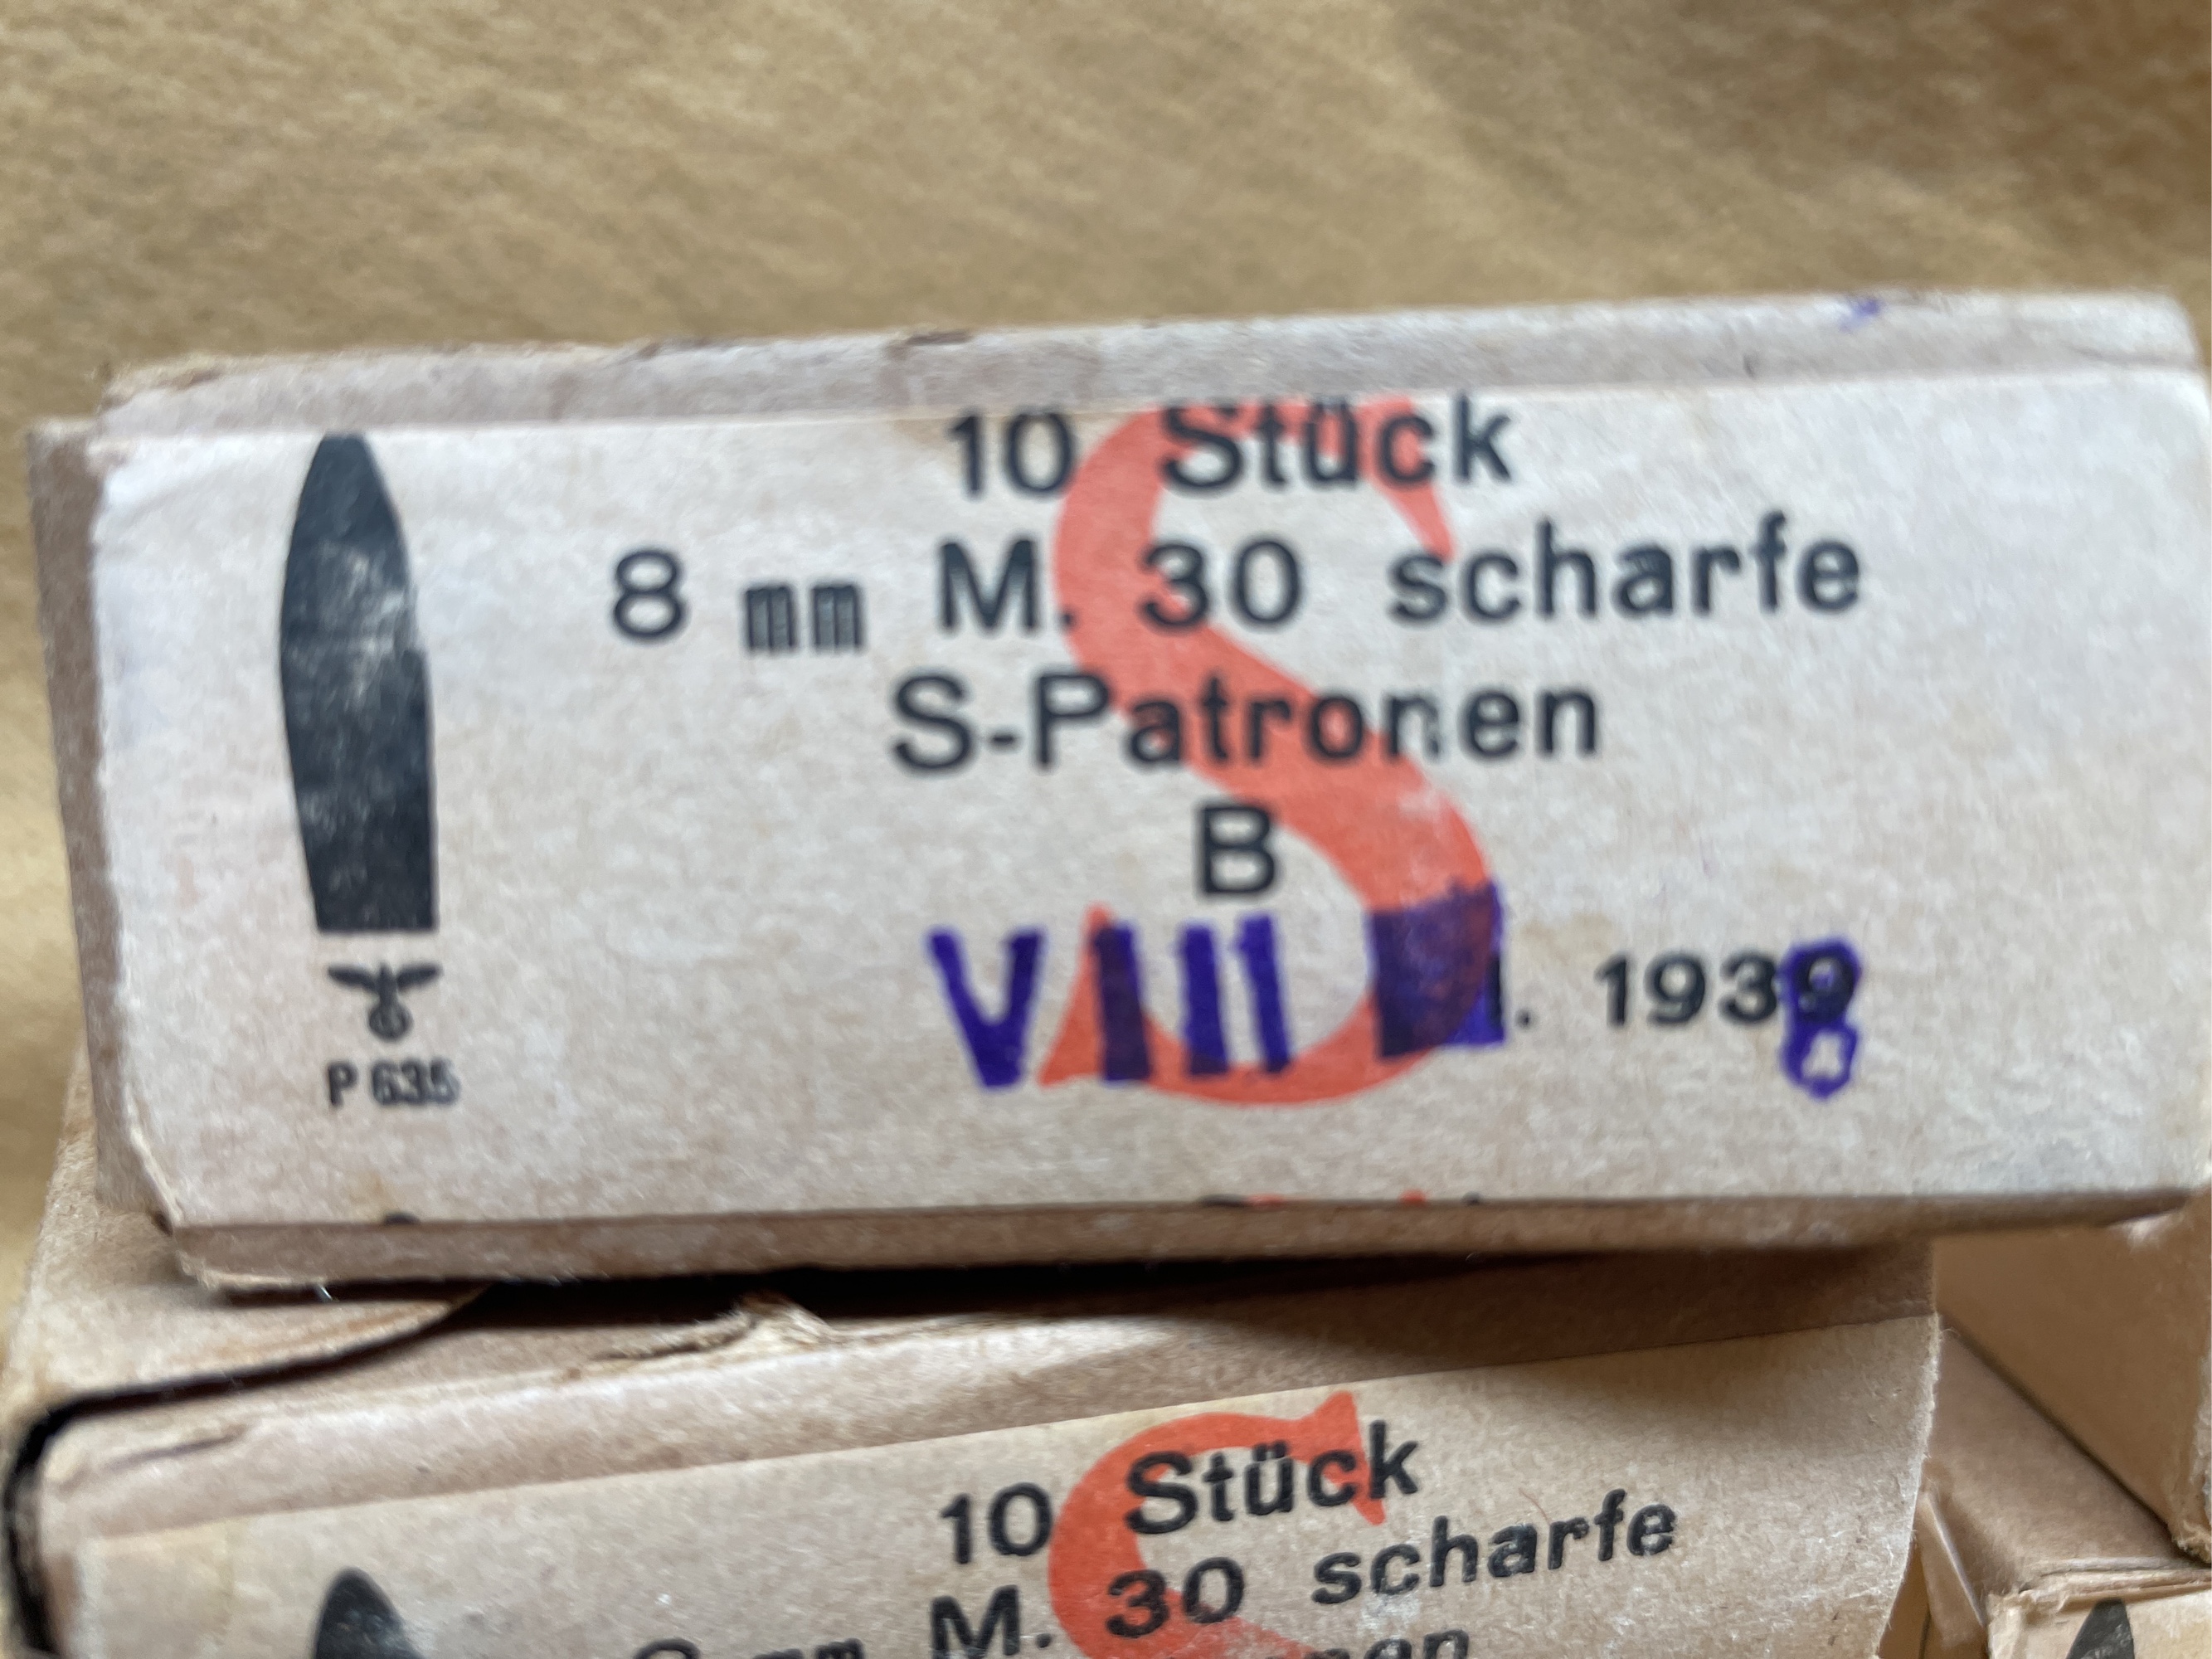 10 Stück
8 mm M. 30 scharfe
S-Patronen
B
VIII . 1938
P 635
S
10 Stück
M. 30 scharfe